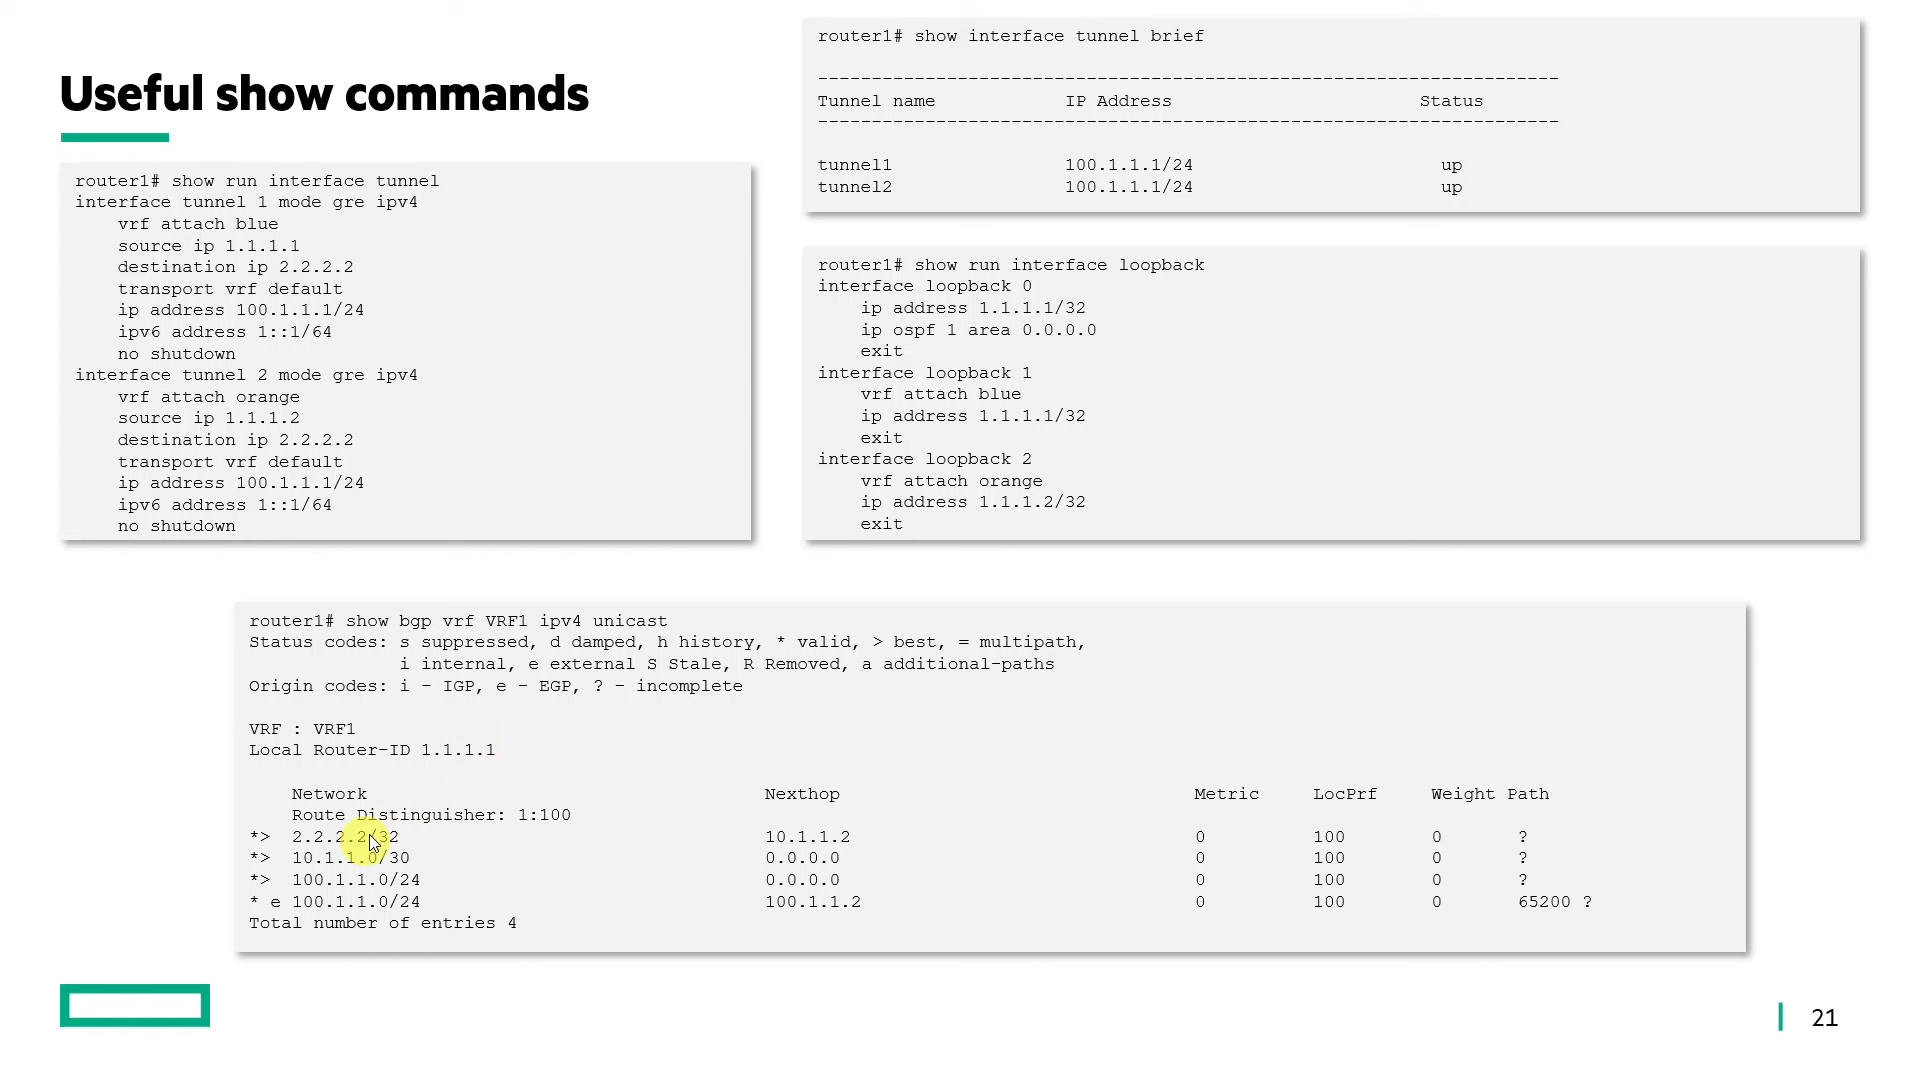 Useful show commands
router1# show run interface tunnel
interface tunnel 1 mode gre ipv4
    vrf attach blue
    source ip 1.1.1.1
    destination ip 2.2.2.2
    transport vrf default
    ip address 100.1.1.1/24
    ipv6 address 1::1/64
    no shutdown
interface tunnel 2 mode gre ipv4
    vrf attach orange
    source ip 1.1.1.2
    destination ip 2.2.2.2
    transport vrf default
    ip address 100.1.1.1/24
    ipv6 address 1::1/64
    no shutdown
router1# show interface tunnel brief
---------------------------------------------------------------------
Tunnel name            IP Address                       Status
---------------------------------------------------------------------
tunnel1                100.1.1.1/24                       up
tunnel2                100.1.1.1/24                       up
router1# show run interface loopback
interface loopback 0
    ip address 1.1.1.1/32
    ip ospf 1 area 0.0.0.0
    exit
interface loopback 1
    vrf attach blue
    ip address 1.1.1.1/32
    exit
interface loopback 2
    vrf attach orange
    ip address 1.1.1.2/32
    exit
router1# show bgp vrf VRF1 ipv4 unicast
Status codes: s suppressed, d damped, h history, * valid, > best, = multipath,
              i internal, e external S Stale, R Removed, a additional-paths
Origin codes: i - IGP, e - EGP, ? - incomplete
VRF : VRF1
Local Router-ID 1.1.1.1
    Network                                     Nexthop                                 Metric     LocPrf     Weight Path
    Route Distinguisher: 1:100
*>  2.2.2.2/32                                  10.1.1.2                                0          100        0       ?
*>  10.1.1.0/30                                 0.0.0.0                                 0          100        0       ?
*>  100.1.1.0/24                                0.0.0.0                                 0          100        0       ?
* e 100.1.1.0/24                                100.1.1.2                               0          100        0       65200 ?
Total number of entries 4
21